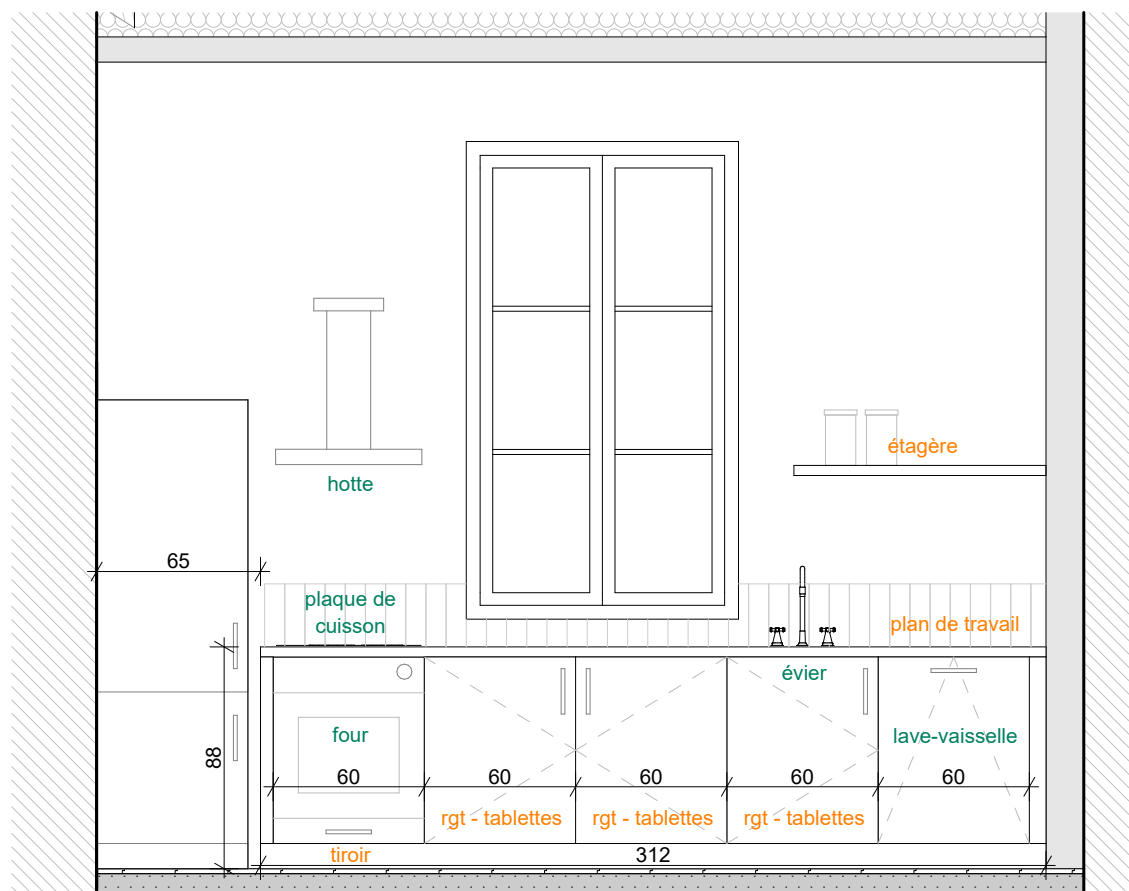 étagère
hotte
65
plaque de
cuisson
plan de travail
évier
four
lave-vaisselle
88
60
60
60
60
60
rgt - tablettes
rgt - tablettes
rgt - tablettes
tiroir
312